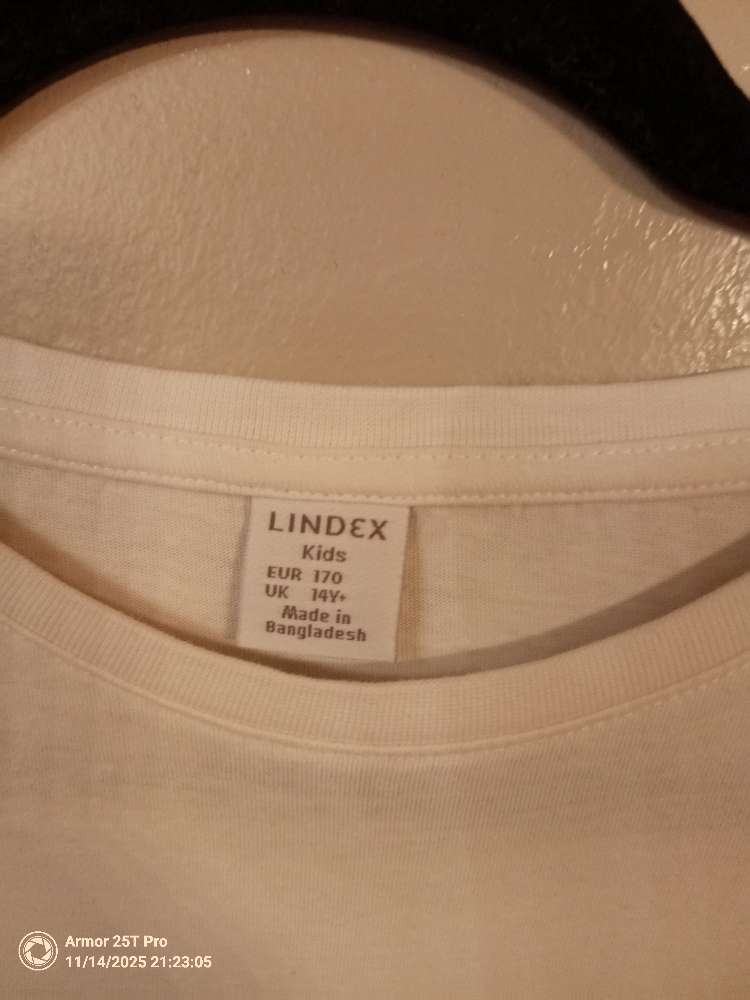 LINDEX
Kids
EUR 170
UK 14Y+
Made in
Bangladesh
Armor 25T Pro
11/14/2025 21:23:05